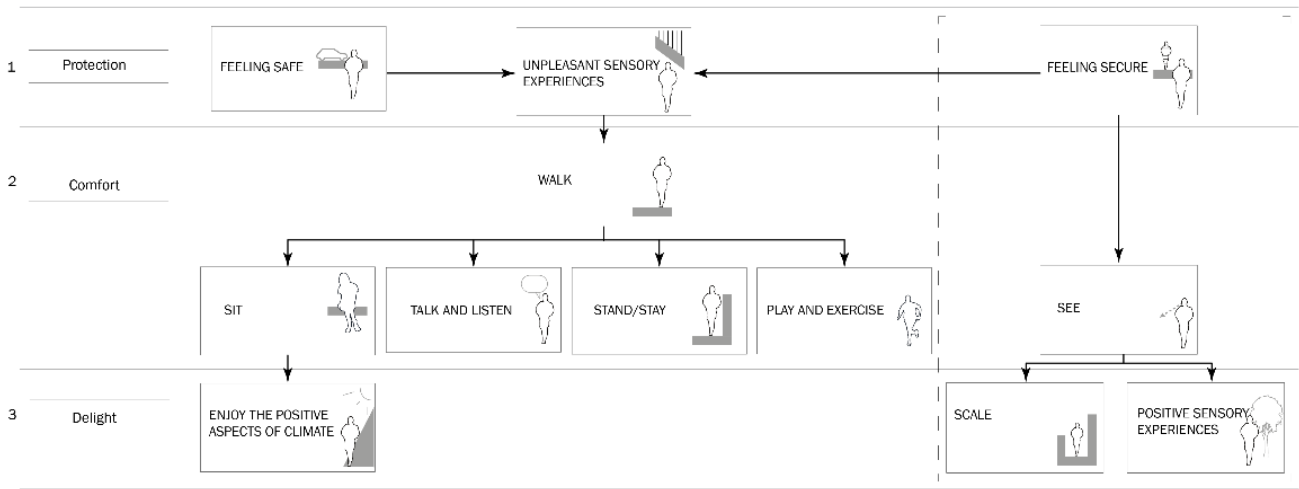 1
Protection
FEELING SAFE
UNPLEASANT SENSORY
EXPERIENCES
FEELING SECURE
2
Comfort
WALK
SIT
TALK AND LISTEN
STAND/STAY
PLAY AND EXERCISE
SEE
3
Delight
ENJOY THE POSITIVE
ASPECTS OF CLIMATE
SCALE
POSITIVE SENSORY
EXPERIENCES